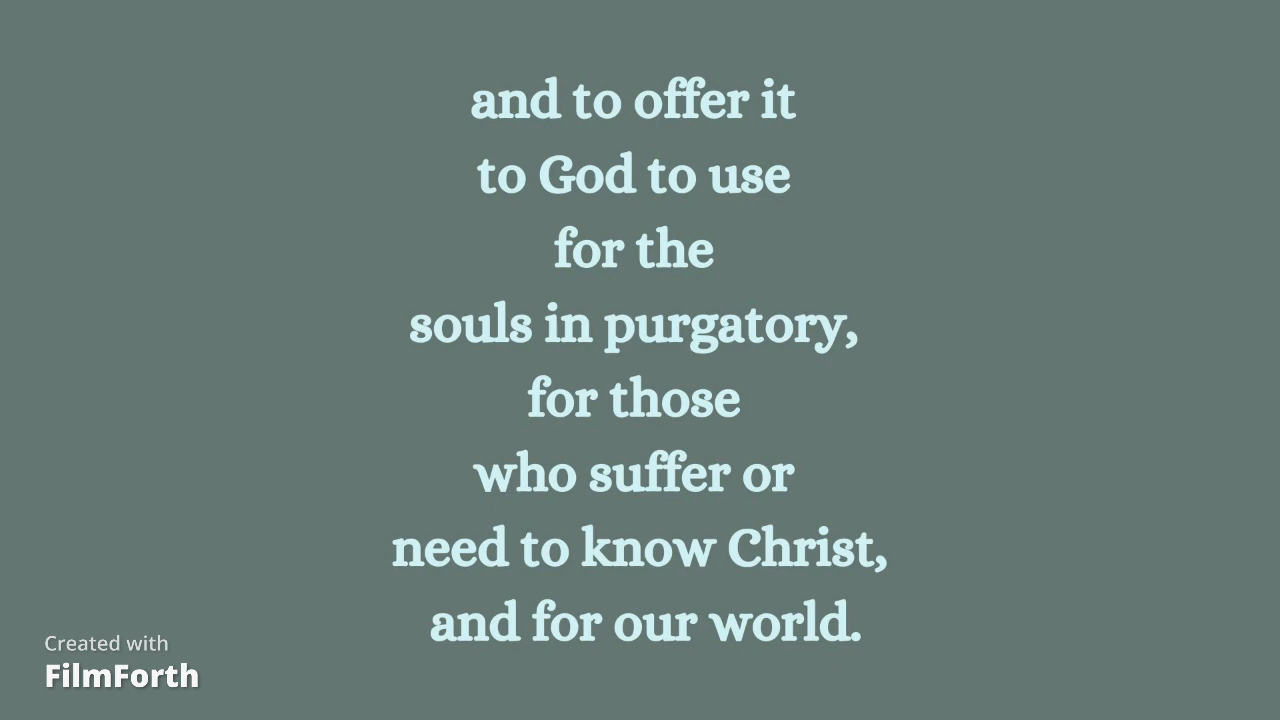 and to offer it
to God to use
for the
souls in purgatory,
for those
who suffer or
need to know Christ,
and for our world.
Created with
FilmForth